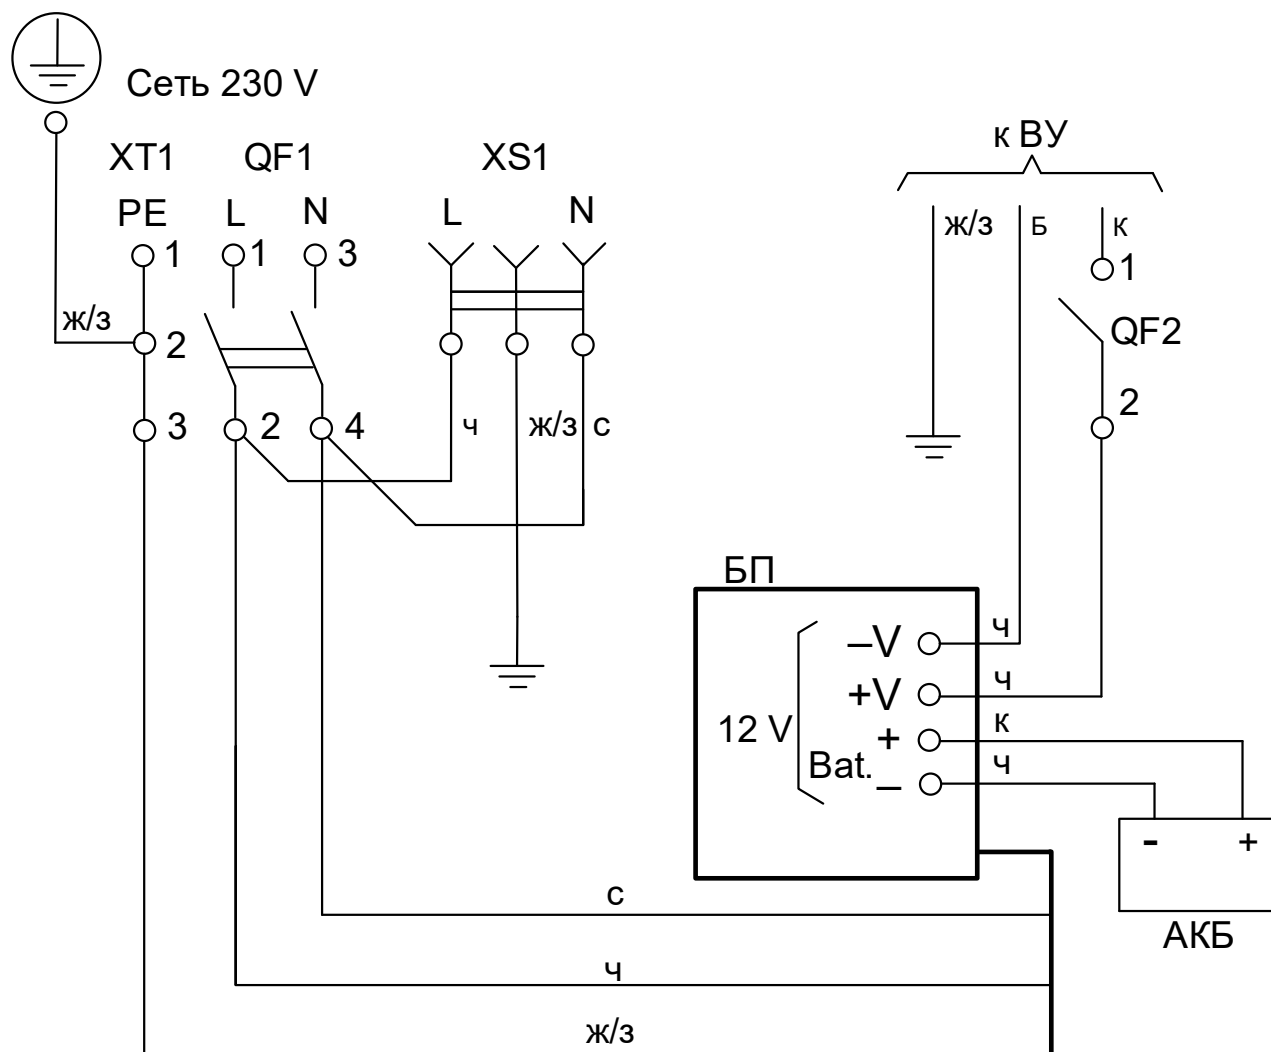 Сеть 230 V
к ВУ
XT1 QF1 XS1
PE L N L N
ж/з Б К
1 1 3
1
ж/з
2
QF2
2
3 2 4 ч ж/з с
БП
–V ч
+V ч
12 V + к
Bat. – ч
- +
с
АКБ
ч
ж/з